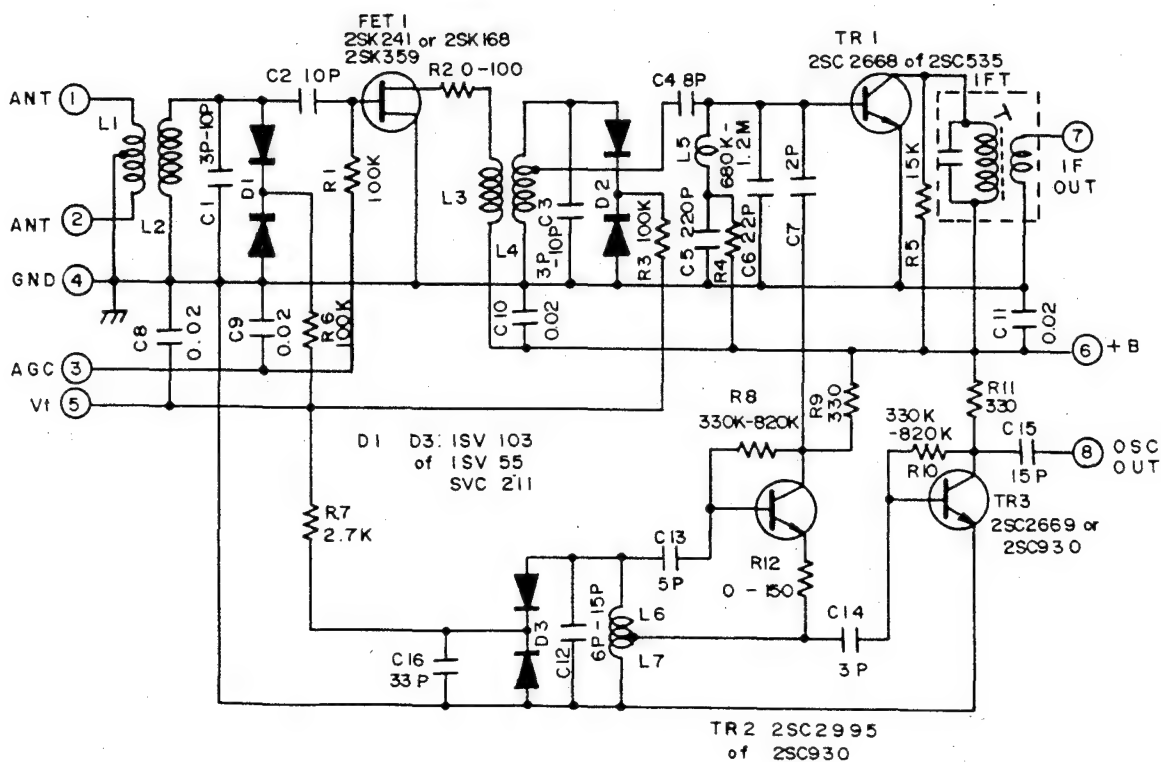 FET 1
2SK241 or 2SK168
2SK359
TR 1
2SC2668 of 2SC535
IFT
ANT 1
L1
L2
3P-10P
C1
C2 10P
D1
R1
100K
R2 0-100
L3
L4
3P-10P C3
D2
R3 100K
C4 8P
L5
C5 220P
R4
680K-1.2M
C6 22P
2P
C7
R5
15K
7
IF
OUT
ANT 2
GND 4
C8
0.02
C9
0.02
R6
100K
C10
0.02
C11
0.02
6 +B
AGC 3
Vt 5
D1 D3: ISV 103
of ISV 55
SVC 211
R8
330K-820K
R9
330
330K
-820K
R10
R11
330
C15
15P
8 OSC
OUT
TR3
2SC2669 or
2SC930
R7
2.7K
C13
5P
R12
0-150
C14
3P
C16
33P
D3
C12
6P-15P
L6
L7
TR2 2SC2995
of 2SC930